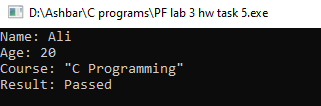 D:\Ashbar\C programs\PF lab 3 hw task 5.exe
Name: Ali
Age: 20
Course: "C Programming"
Result: Passed